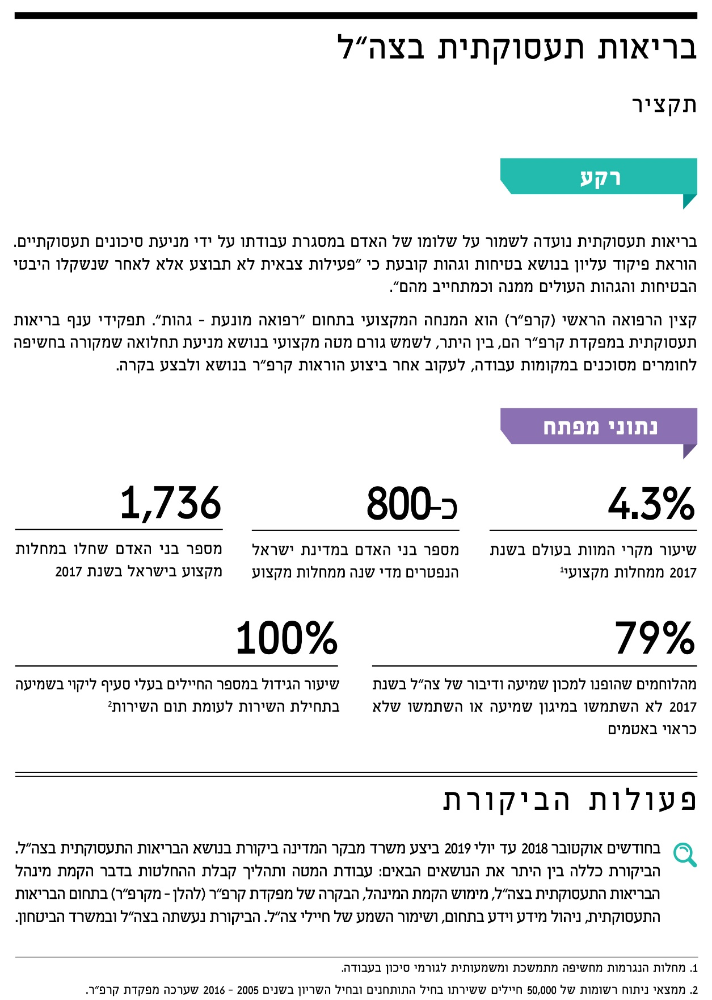 בריאות תעסוקתית בצה״ל
תקציר
רקע
בריאות תעסוקתית נועדה לשמור על שלומו של האדם במסגרת עבודתו על ידי מניעת סיכונים תעסוקתיים.
הוראת פיקוד עליון בנושא בטיחות וגהות קובעת כי ״פעילות צבאית לא תבוצע אלא לאחר שנשקלו היבטי
הבטיחות והגהות העולים ממנה וכמתחייב מהם״.
קצין הרפואה הראשי (קרפ״ר) הוא המנחה המקצועי בתחום ״רפואה מונעת - גהות״. תפקידי ענף בריאות
תעסוקתית במפקדת קרפ״ר הם, בין היתר, לשמש גורם מטה מקצועי בנושא מניעת תחלואה שמקורה בחשיפה
לחומרים מסוכנים במקומות עבודה, לעקוב אחר ביצוע הוראות קרפ״ר בנושא ולבצע בקרה.
נתוני מפתח
4.3%
שיעור מקרי המוות בעולם בשנת
2017 ממחלות מקצועי1
כ-800
מספר בני האדם במדינת ישראל
הנפטרים מדי שנה ממחלות מקצוע
1,736
מספר בני האדם שחלו במחלות
מקצוע בישראל בשנת 2017
79%
מהלוחמים שהופנו למכון שמיעה ודיבור של צה״ל בשנת
2017 לא השתמשו במיגון שמיעה או השתמשו שלא
כראוי באטמים
100%
שיעור הגידול במספר החיילים בעלי סעיף ליקוי בשמיעה
בתחילת השירות לעומת תום השירות2
פעולות הביקורת
בחודשים אוקטובר 2018 עד יולי 2019 ביצע משרד מבקר המדינה ביקורת בנושא הבריאות התעסוקתית בצה״ל.
הביקורת כללה בין היתר את הנושאים הבאים: עבודת המטה ותהליך קבלת ההחלטות בדבר הקמת מינהל
הבריאות התעסוקתית בצה״ל, מימוש הקמת המינהל, הבקרה של מפקדת קרפ״ר (להלן - מקרפ״ר) בתחום הבריאות
התעסוקתית, ניהול מידע וידע בתחום, ושימור השמע של חיילי צה״ל. הביקורת נעשתה בצה״ל ובמשרד הביטחון.
1. מחלות הנגרמות מחשיפה מתמשכת ומשמעותית לגורמי סיכון בעבודה.
2. ממצאי ניתוח רשומות של 50,000 חיילים ששירתו בחיל התותחנים ובחיל השריון בשנים 2005 - 2016 שערכה מפקדת קרפ״ר.